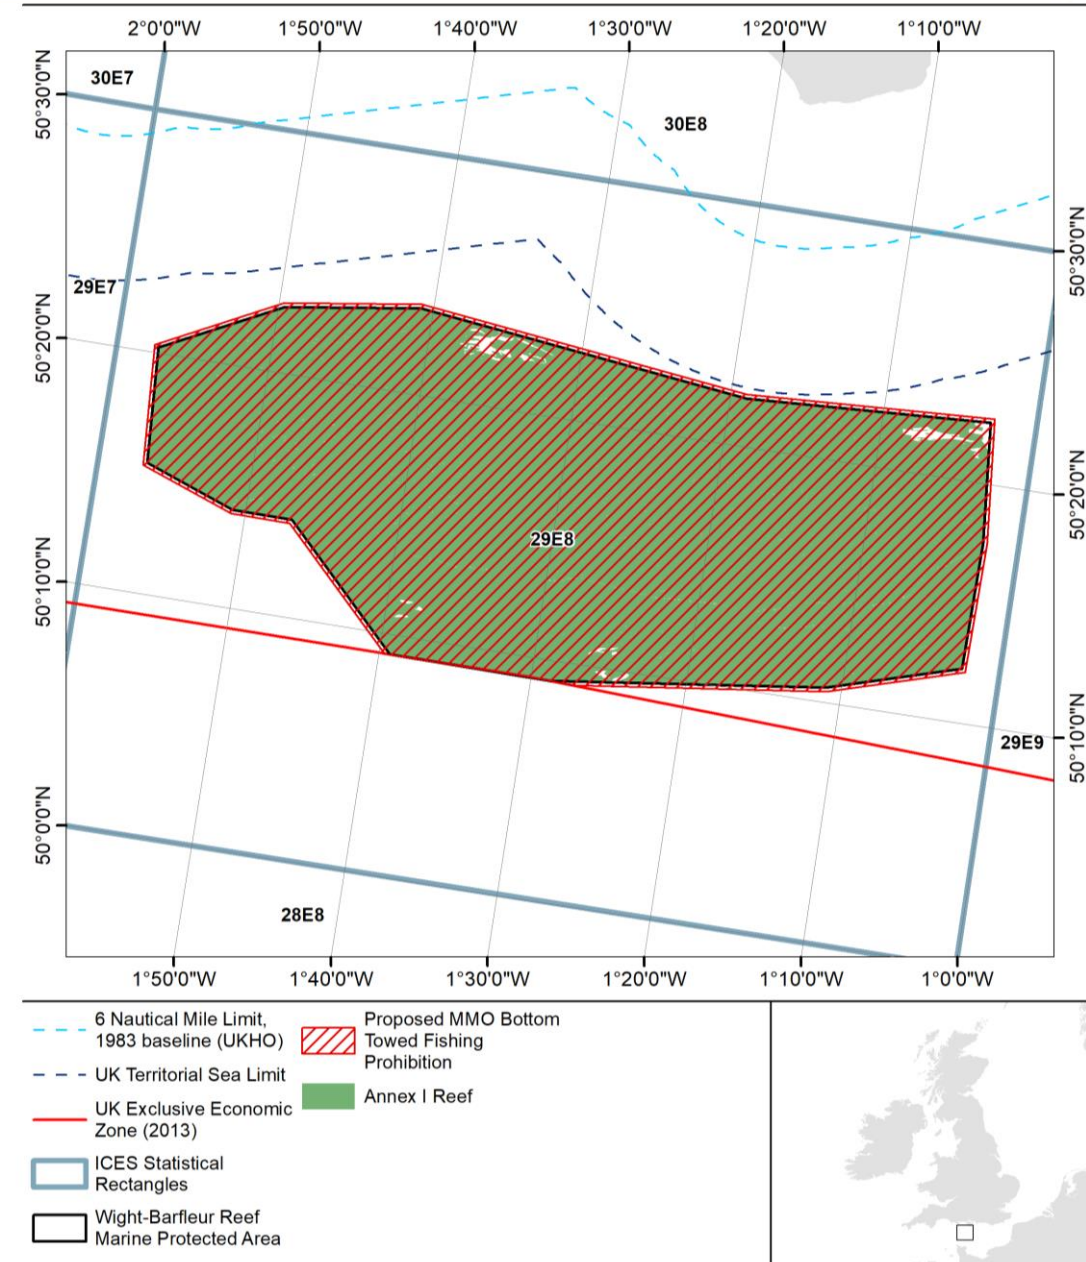 2°0'0"W 1°50'0"W 1°40'0"W 1°30'0"W 1°20'0"W 1°10'0"W
30E7
50°30'0"N
30E8
50°30'0"N
29E7
50°20'0"N
50°20'0"N
29E8
50°10'0"N
50°10'0"N
29E9
50°0'0"N
28E8
1°50'0"W 1°40'0"W 1°30'0"W 1°20'0"W 1°10'0"W 1°0'0"W
6 Nautical Mile Limit,
1983 baseline (UKHO)
UK Territorial Sea Limit
UK Exclusive Economic
Zone (2013)
ICES Statistical
Rectangles
Wight-Barfleur Reef
Marine Protected Area
Proposed MMO Bottom
Towed Fishing
Prohibition
Annex I Reef